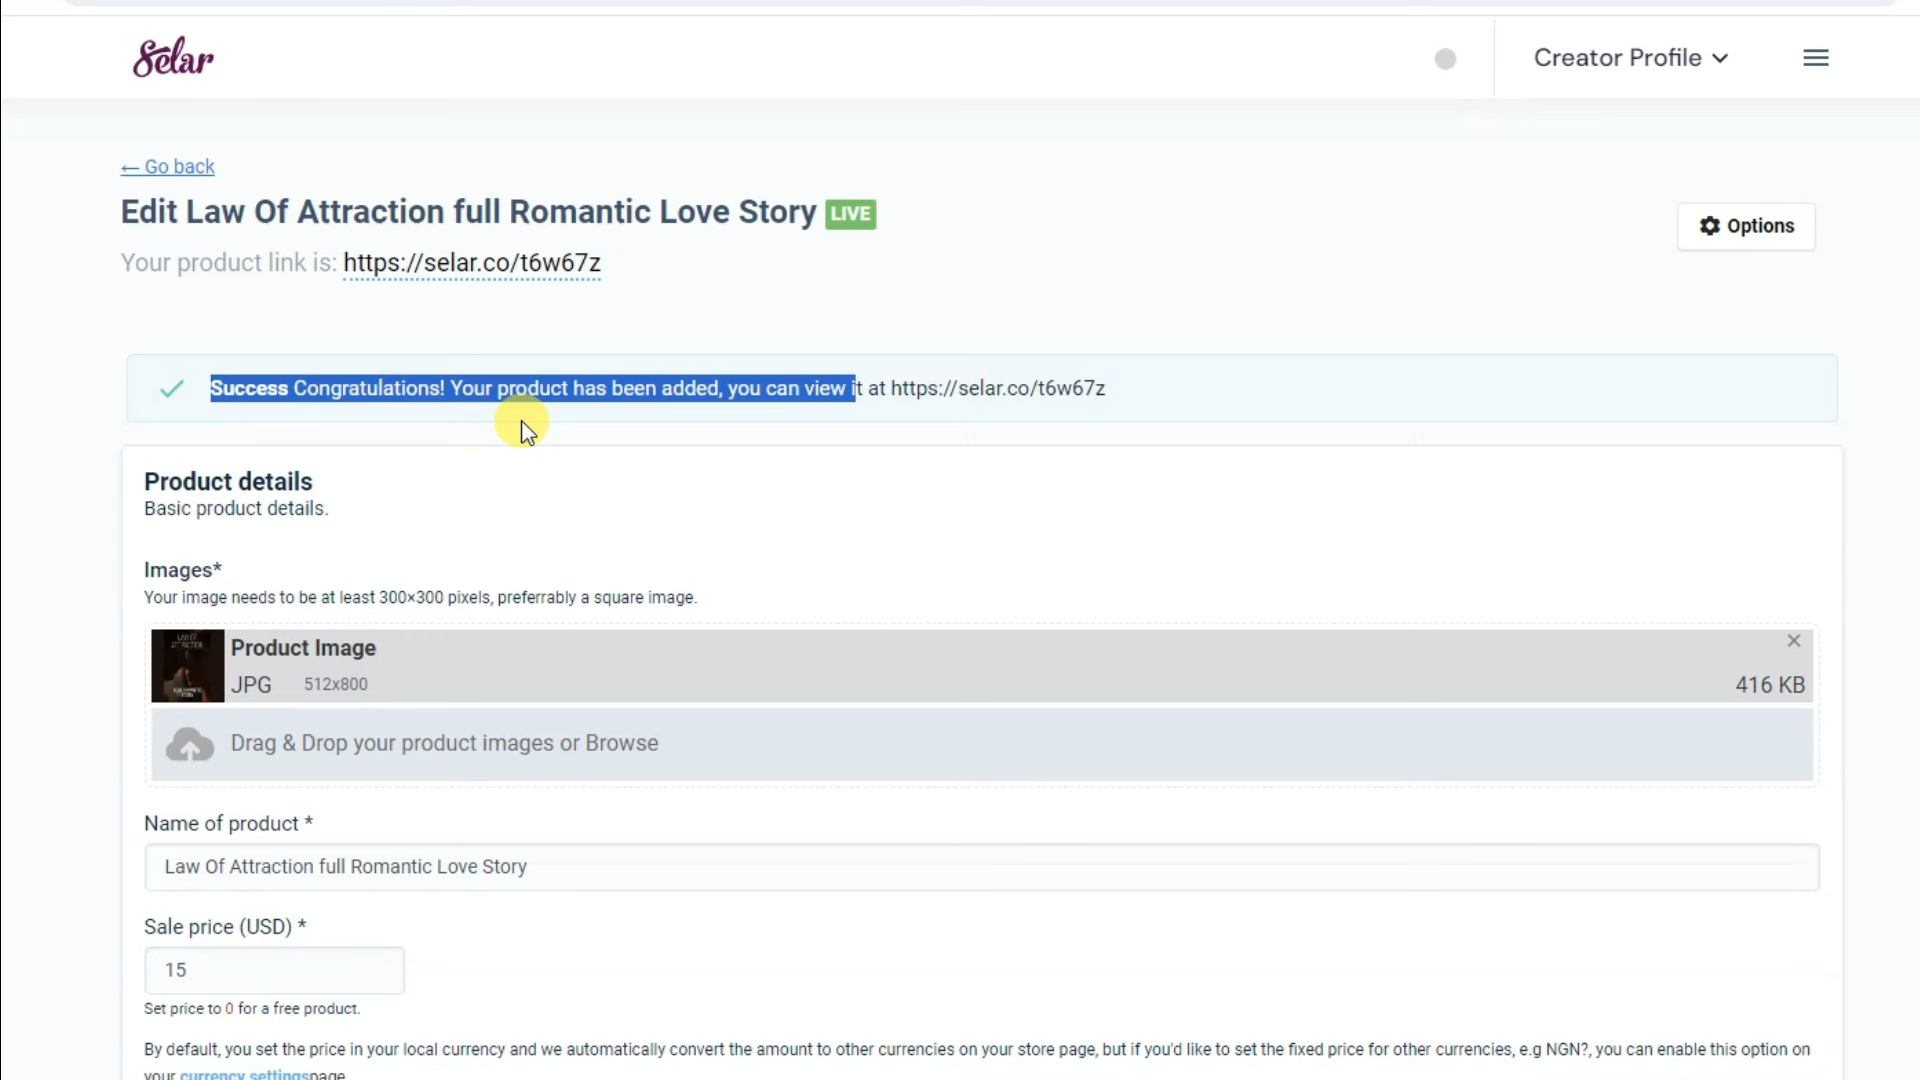 Selar
Creator Profile
← Go back
Edit Law Of Attraction full Romantic Love Story LIVE
Options
Your product link is: https://selar.co/t6w67z
Success Congratulations! Your product has been added, you can view it at https://selar.co/t6w67z
Product details
Basic product details.
Images*
Your image needs to be at least 300×300 pixels, preferrably a square image.
LAW OF
ATTRACTION
Product Image
JPG 512x800
416 KB
Drag & Drop your product images or Browse
Name of product *
Law Of Attraction full Romantic Love Story
Sale price (USD) *
15
Set price to 0 for a free product.
By default, you set the price in your local currency and we automatically convert the amount to other currencies on your store page, but if you'd like to set the fixed price for other currencies, e.g NGN?, you can enable this option on
your currency settingspage